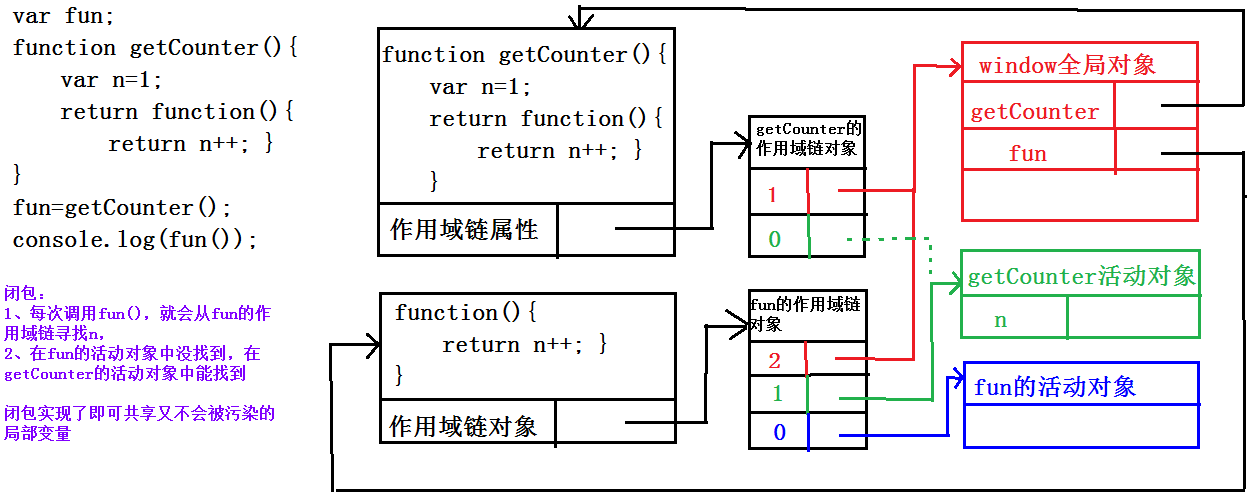 var fun;
function getCounter(){
var n=1;
return function(){
return n++; }
}
fun=getCounter();
console.log(fun());
闭包：
1、每次调用fun()，就会从fun的作
用域链寻找n，
2、在fun的活动对象中没找到，在
getCounter的活动对象中能找到
闭包实现了即可共享又不会被污染的
局部变量
function getCounter(){
var n=1;
return function(){
return n++; }
}
作用域链属性
function(){
return n++; }
}
作用域链对象
getCounter的
作用域链对象
1
0
fun的作用域链
对象
2
1
0
window全局对象
getCounter
fun
getCounter活动对象
n
fun的活动对象